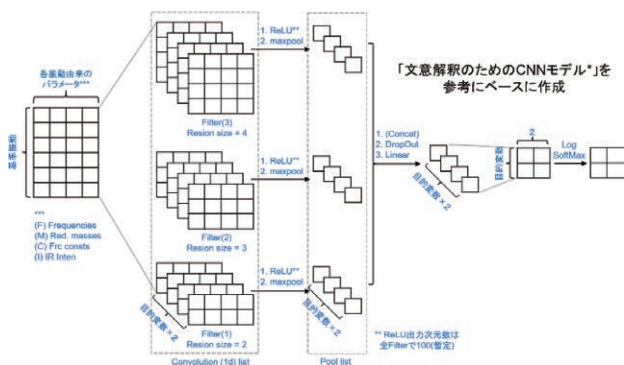 各振動由来の
パラメータ***
***
(F) Frequencies
(M) Red. masses
(C) Frc consts
(I) IR Inten
Filter(3)
Resion size = 4
Filter(2)
Resion size = 3
目的変数 × 2
Filter(1)
Resion size = 2
Convolution (1d) list
1. ReLU**
2. maxpool
1. ReLU**
2. maxpool
1. ReLU**
2. maxpool
目的変数 × 2
Pool list
「文意解釈のためのCNNモデル*」を
参考にベースに作成
1. (Concat)
2. DropOut
3. Linear
目的変数 × 2
2
目的変数
Log
SoftMax
** ReLU出力次元数は
全Filterで100(暫定)